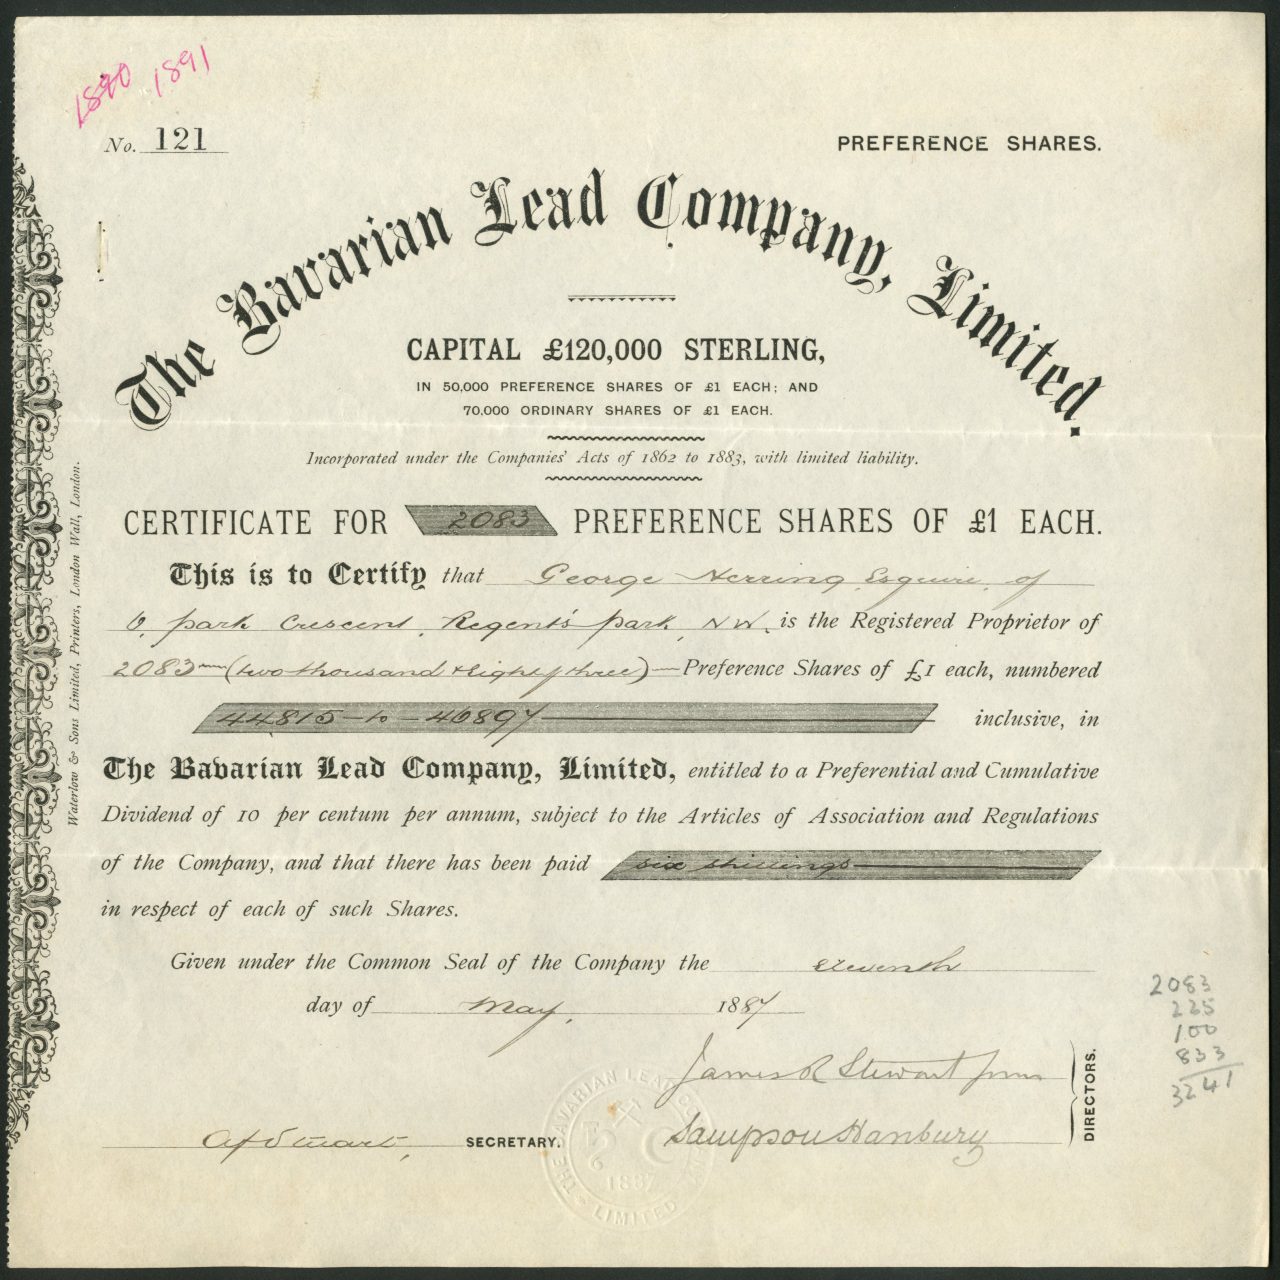 1890 1891
No. 121
PREFERENCE SHARES.
The Bavarian Lead Company, Limited.
CAPITAL £120,000 STERLING,
IN 50,000 PREFERENCE SHARES OF £1 EACH; AND
70,000 ORDINARY SHARES OF £1 EACH.
Incorporated under the Companies' Acts of 1862 to 1883, with limited liability.
CERTIFICATE FOR 2083 PREFERENCE SHARES OF £1 EACH.
This is to Certify that George Herring Esquire, of
6, Park Crescent, Regent's Park, NW. is the Registered Proprietor of
2083 (two thousand & eighty three) Preference Shares of £1 each, numbered
44815 to 46897 inclusive, in
The Bavarian Lead Company, Limited, entitled to a Preferential and Cumulative
Dividend of 10 per centum per annum, subject to the Articles of Association and Regulations
of the Company, and that there has been paid six shillings
in respect of each of such Shares.
Given under the Common Seal of the Company the eleventh
day of May, 1887
James R Stewart junr
Sampson Hanbury
DIRECTORS.
Stuart, SECRETARY.
THE BAVARIAN LEAD COMPANY LIMITED
1887
Waterlow & Sons Limited, Printers, London Wall, London.
2083
225
100
833
3241